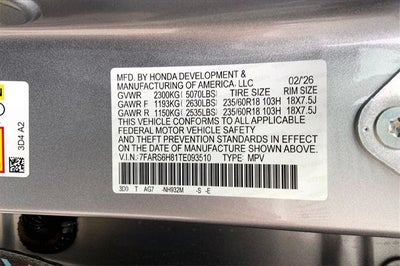 MFD. BY HONDA DEVELOPMENT & 02/'26
MANUFACTURING OF AMERICA, LLC RIM SIZE
GVWR 2300KG( 5070LBS) 235/60R18 103H 18X7.5J
GAWR F 1193KG( 2630LBS) 235/60R18 103H 18X7.5J
GAWR R 1150KG( 2535LBS)
THIS VEHICLE CONFORMS TO ALL APPLICABLE
FEDERAL MOTOR VEHICLE SAFETY
AND THEFT PREVENTION STANDARDS IN EFFECT
ON THE DATE OF MANUFACTURE SHOWN ABOVE.
V.I.N.: 7FARS6H81TE093510 TYPE: MPV
3D9 T AG7 -NH932M -S -E
3D4 A2